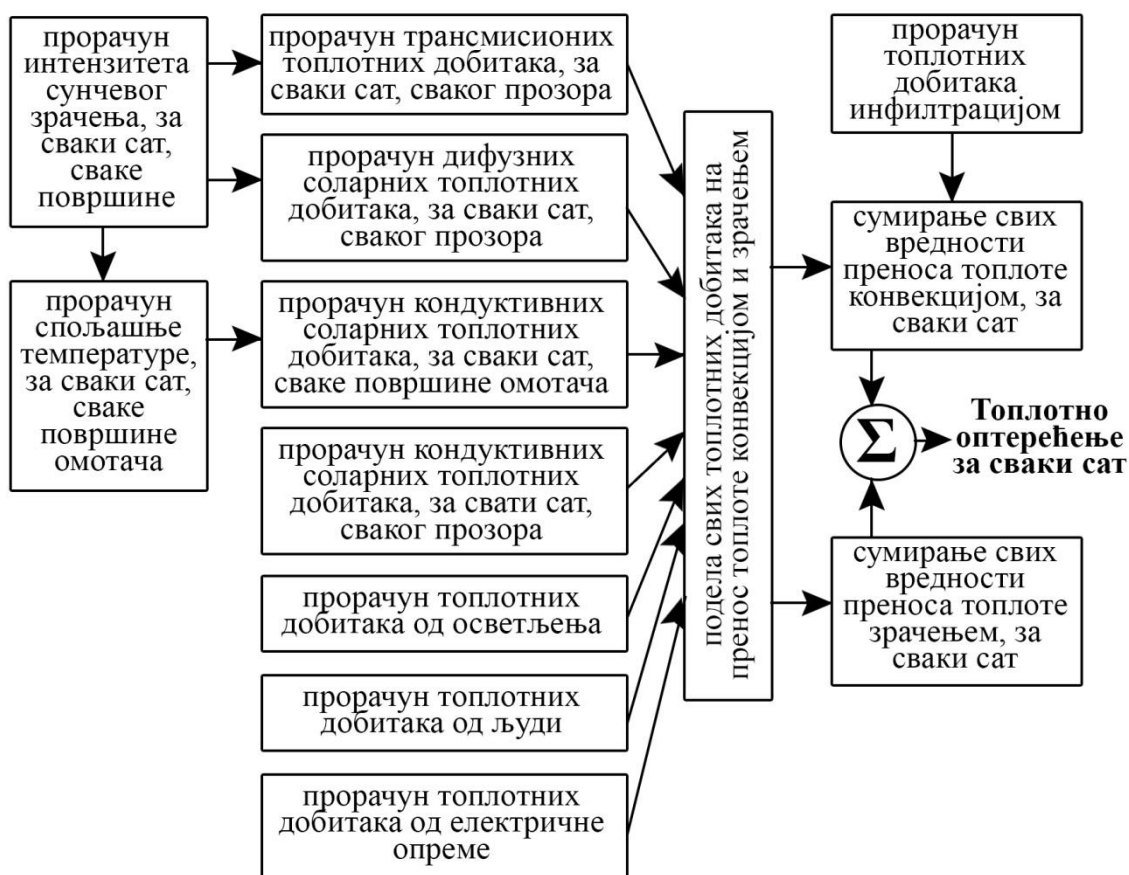 прорачун
интензитета
сунчевог
зрачења, за
сваки сат,
сваке
површине
прорачун
спољашње
температуре,
за сваки сат,
сваке
површине
омотача
прорачун трансмисионих
топлотних добитака, за
сваки сат, сваког прозора
прорачун дифузних
соларних топлотних
добитака, за сваки сат,
сваког прозора
прорачун кондуктивних
соларних топлотних
добитака, за сваки сат,
сваке површине омотача
прорачун кондуктивних
соларних топлотних
добитака, за свати сат,
сваког прозора
прорачун топлотних
добитака од осветљења
прорачун топлотних
добитака од људи
прорачун топлотних
добитака од електричне
опреме
подела свих топлотних добитака на
пренос топлоте конвекцијом и зрачењем
прорачун
топлотних
добитака
инфилтрацијом
сумирање свих
вредности
преноса топлоте
конвекцијом, за
сваки сат
Σ
Топлотно
оптерећење
за сваки сат
сумирање свих
вредности
преноса топлоте
зрачењем, за
сваки сат